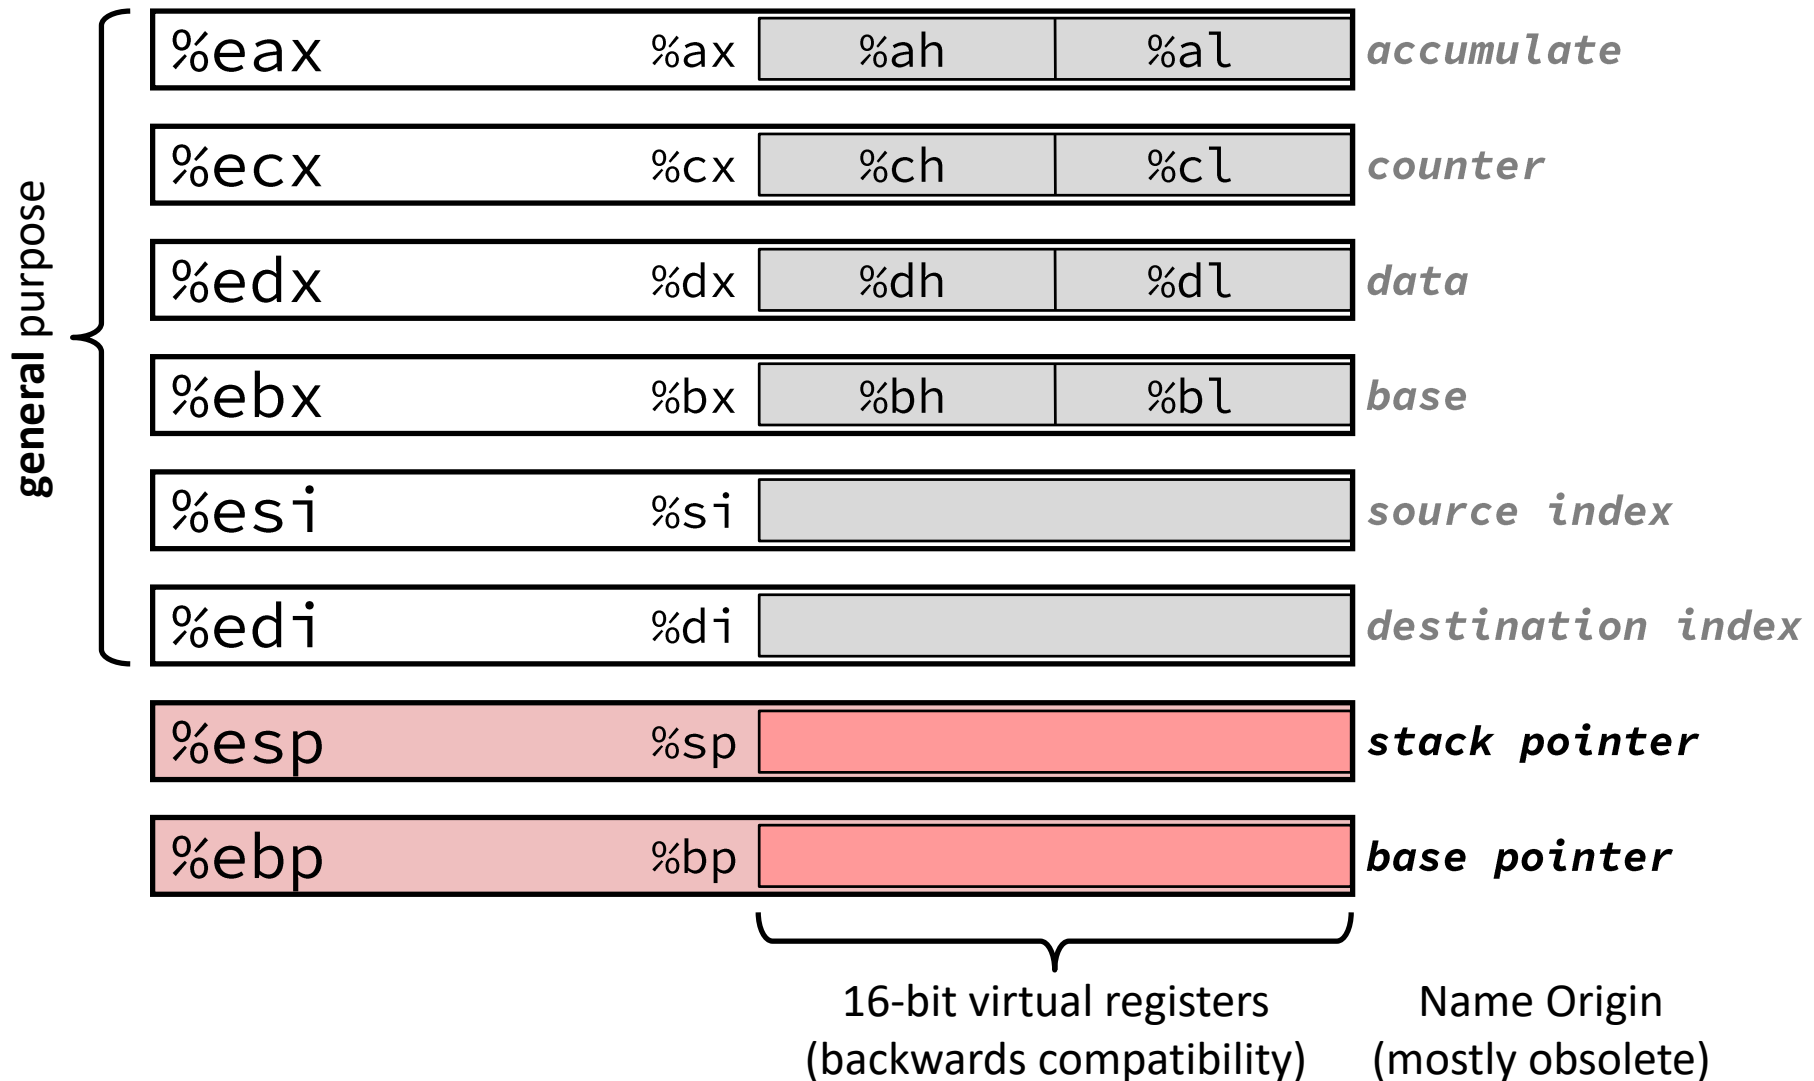 general purpose
%eax %ax %ah %al accumulate
%ecx %cx %ch %cl counter
%edx %dx %dh %dl data
%ebx %bx %bh %bl base
%esi %si source index
%edi %di destination index
%esp %sp stack pointer
%ebp %bp base pointer
16-bit virtual registers
(backwards compatibility)
Name Origin
(mostly obsolete)